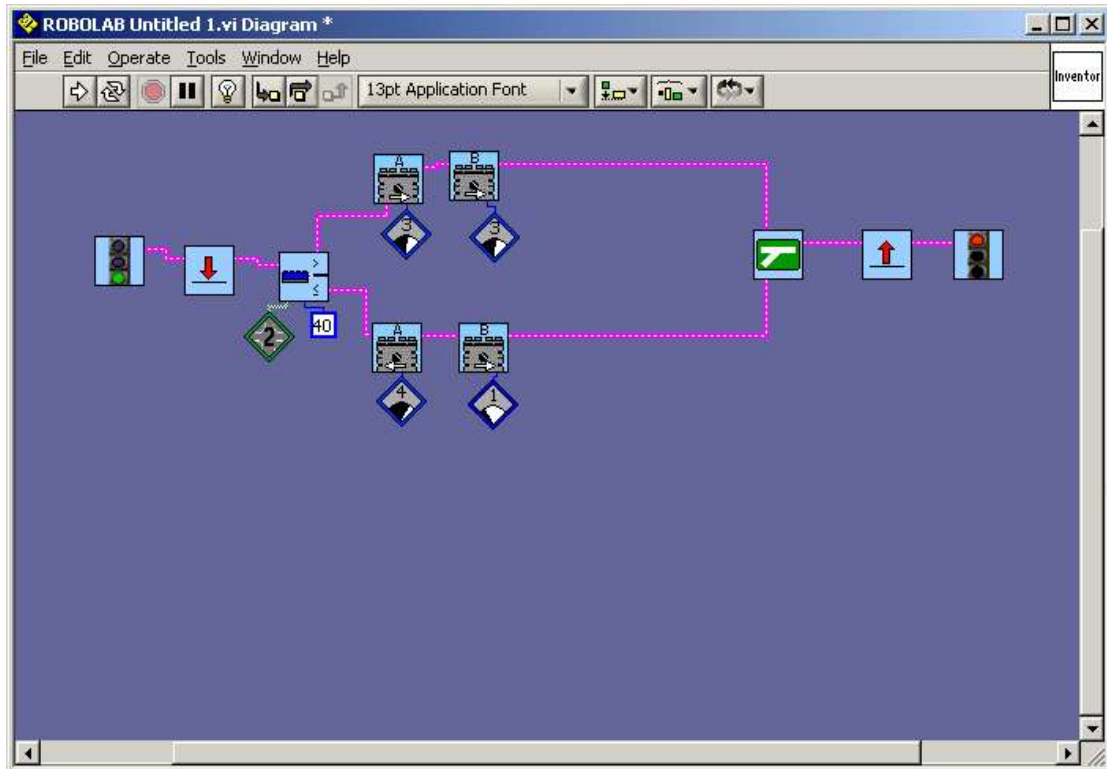 ROBOLAB Untitled 1.vi Diagram *
File Edit Operate Tools Window Help
13pt Application Font
Inventor
A B
3 3
> 
≤
2 40
A B
4 1